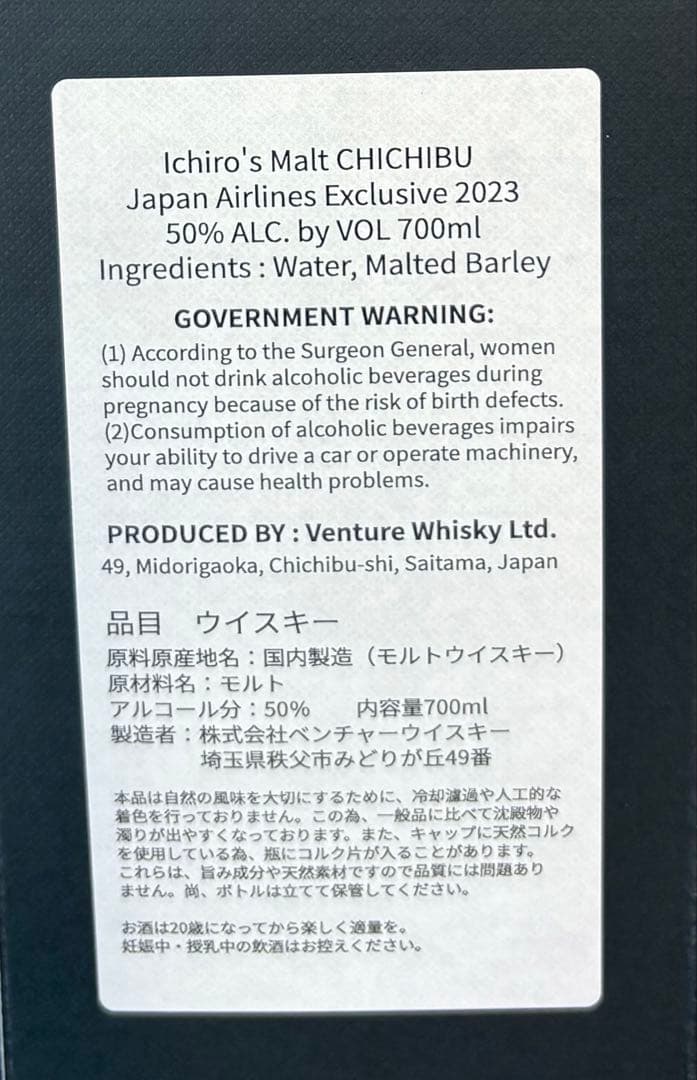 Ichiro's Malt CHICHIBU
Japan Airlines Exclusive 2023
50% ALC. by VOL 700ml
Ingredients : Water, Malted Barley
GOVERNMENT WARNING:
(1) According to the Surgeon General, women
should not drink alcoholic beverages during
pregnancy because of the risk of birth defects.
(2)Consumption of alcoholic beverages impairs
your ability to drive a car or operate machinery,
and may cause health problems.
PRODUCED BY : Venture Whisky Ltd.
49, Midorigaoka, Chichibu-shi, Saitama, Japan
品目　ウイスキー
原料原産地名：国内製造（モルトウイスキー）
原材料名：モルト
アルコール分：50%　　内容量700ml
製造者：株式会社ベンチャーウイスキー
埼玉県秩父市みどりが丘49番
本品は自然の風味を大切にするために、冷却濾過や人工的な
着色を行っておりません。この為、一般品に比べて沈殿物や
濁りが出やすくなっております。また、キャップに天然コルク
を使用している為、瓶にコルク片が入ることがあります。
これらは、旨み成分や天然素材ですので品質には問題あり
ません。尚、ボトルは立てて保管してください。
お酒は20歳になってから楽しく適量を。
妊娠中・授乳中の飲酒はお控えください。